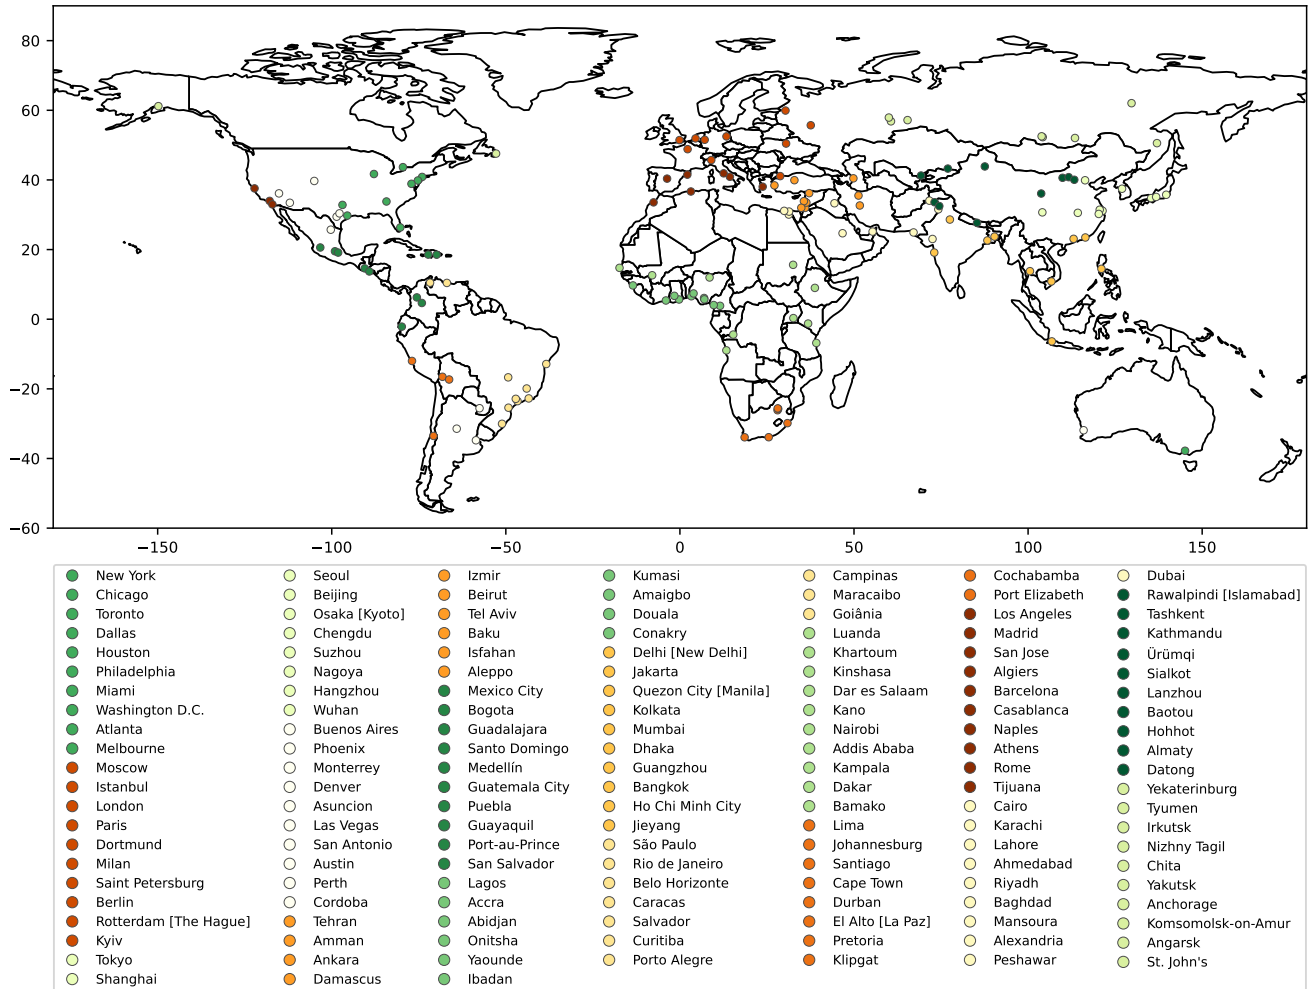 80
60
40
20
0
−20
−40
−60
−150
−100
−50
0
50
100
150
New York
Chicago
Toronto
Dallas
Houston
Philadelphia
Miami
Washington D.C.
Atlanta
Melbourne
Moscow
Istanbul
London
Paris
Dortmund
Milan
Saint Petersburg
Berlin
Rotterdam [The Hague]
Kyiv
Tokyo
Shanghai
Seoul
Beijing
Osaka [Kyoto]
Chengdu
Suzhou
Nagoya
Hangzhou
Wuhan
Buenos Aires
Phoenix
Monterrey
Denver
Asuncion
Las Vegas
San Antonio
Austin
Perth
Cordoba
Tehran
Amman
Ankara
Damascus
Izmir
Beirut
Tel Aviv
Baku
Isfahan
Aleppo
Mexico City
Bogota
Guadalajara
Santo Domingo
Medellín
Guatemala City
Puebla
Guayaquil
Port-au-Prince
San Salvador
Lagos
Accra
Abidjan
Onitsha
Yaounde
Ibadan
Kumasi
Amaigbo
Douala
Conakry
Delhi [New Delhi]
Jakarta
Quezon City [Manila]
Kolkata
Mumbai
Dhaka
Guangzhou
Bangkok
Ho Chi Minh City
Jieyang
São Paulo
Rio de Janeiro
Belo Horizonte
Caracas
Salvador
Curitiba
Porto Alegre
Campinas
Maracaibo
Goiânia
Luanda
Khartoum
Kinshasa
Dar es Salaam
Kano
Nairobi
Addis Ababa
Kampala
Dakar
Bamako
Lima
Johannesburg
Santiago
Cape Town
Durban
El Alto [La Paz]
Pretoria
Klipgat
Cochabamba
Port Elizabeth
Los Angeles
Madrid
San Jose
Algiers
Barcelona
Casablanca
Naples
Athens
Rome
Tijuana
Cairo
Karachi
Lahore
Ahmedabad
Riyadh
Baghdad
Mansoura
Alexandria
Peshawar
Dubai
Rawalpindi [Islamabad]
Tashkent
Kathmandu
Ürümqi
Sialkot
Lanzhou
Baotou
Hohhot
Almaty
Datong
Yekaterinburg
Tyumen
Irkutsk
Nizhny Tagil
Chita
Yakutsk
Anchorage
Komsomolsk-on-Amur
Angarsk
St. John's